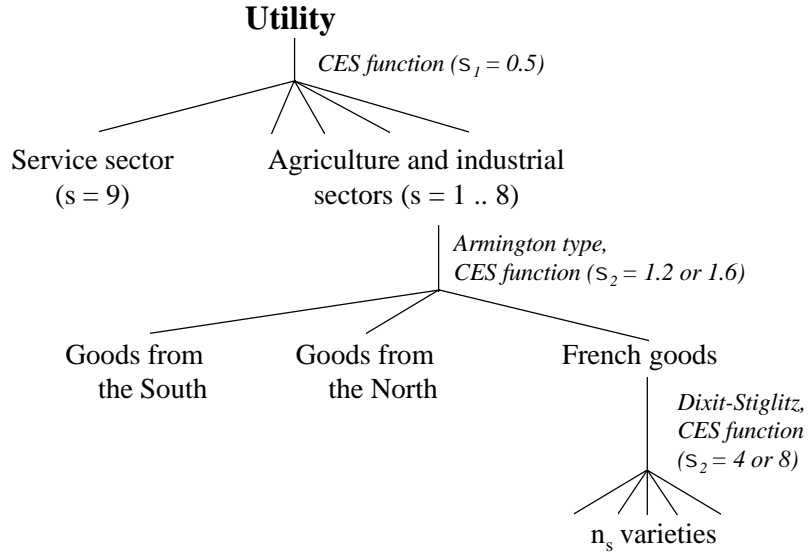 Utility
CES function (s₁ = 0.5)
Service sector
(s = 9)
Agriculture and industrial
sectors (s = 1 .. 8)
Armington type,
CES function (s₂ = 1.2 or 1.6)
Goods from
the South
Goods from
the North
French goods
Dixit-Stiglitz,
CES function
(s₂ = 4 or 8)
nₛ varieties